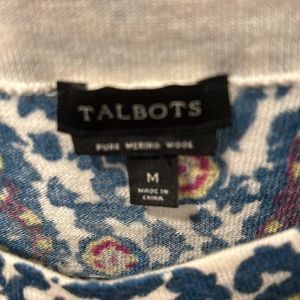 TALBOTS
PURE MERINO WOOL
M
MADE IN
CHINA